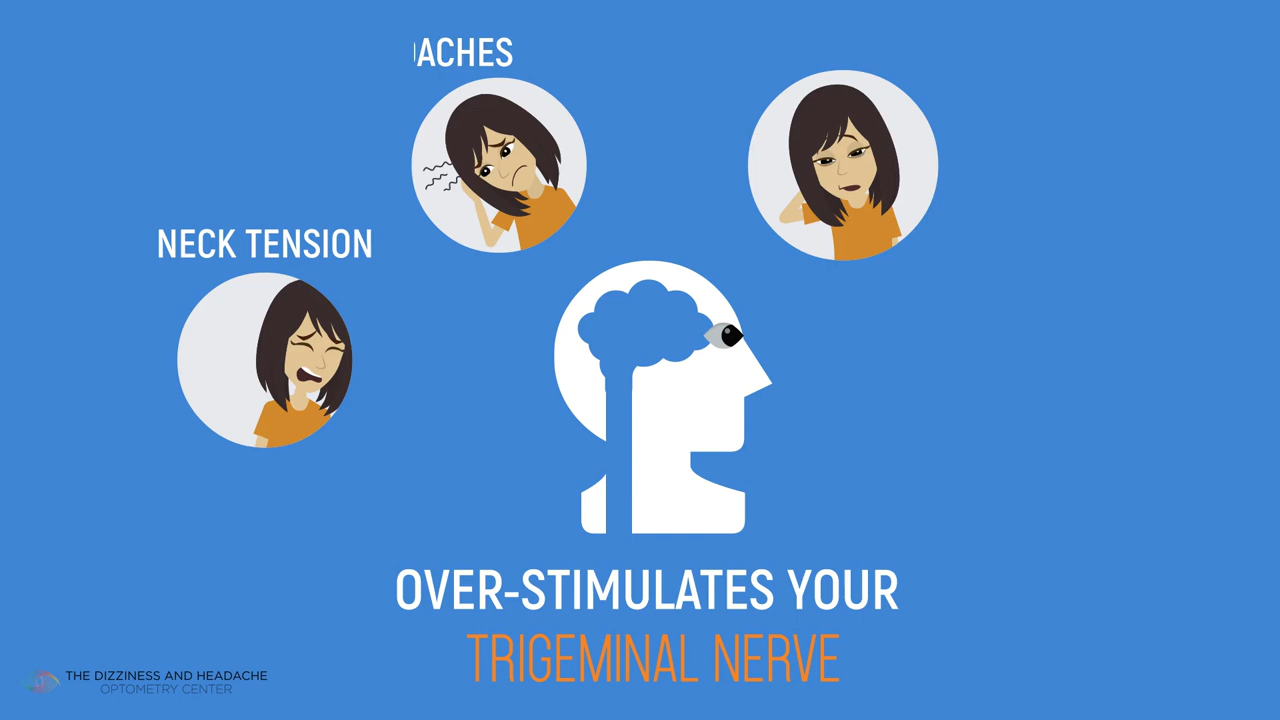 ACHES
NECK TENSION
OVER-STIMULATES YOUR
TRIGEMINAL NERVE
THE DIZZINESS AND HEADACHE
OPTOMETRY CENTER